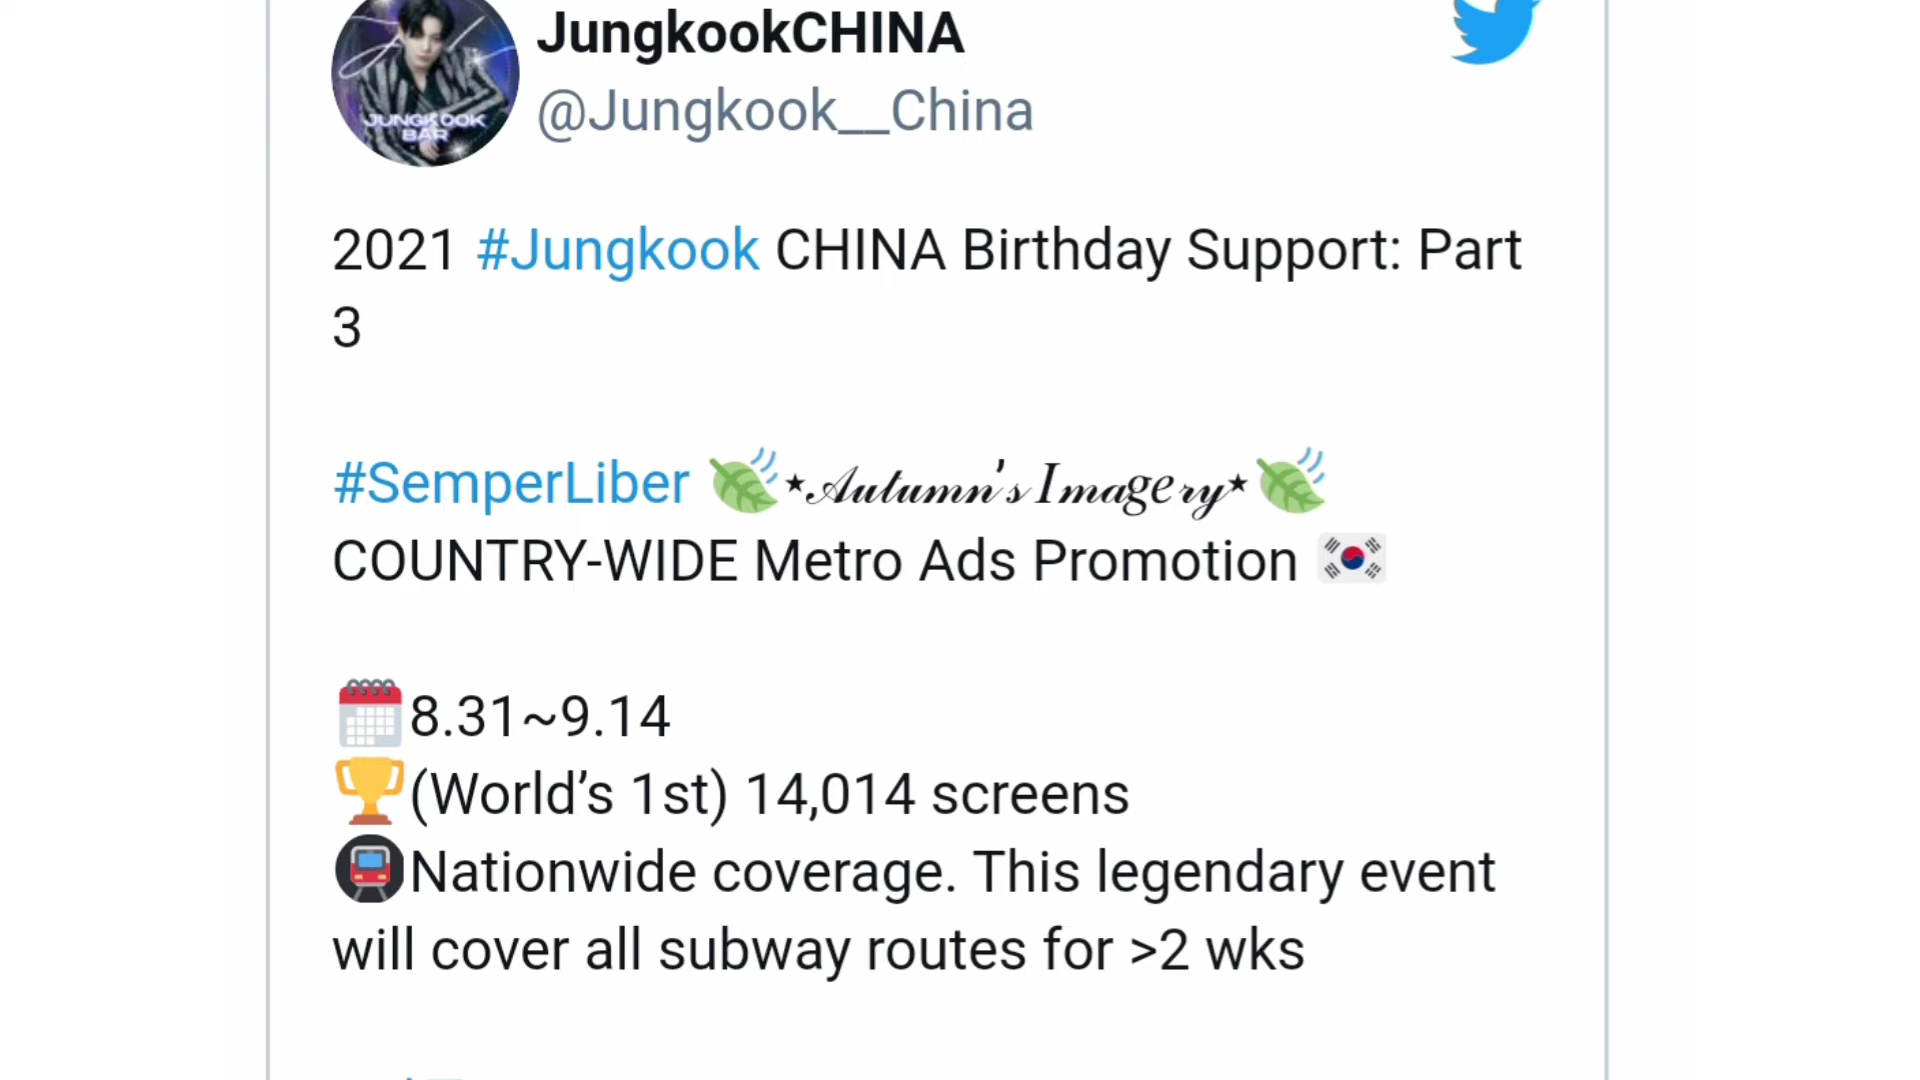 JungkookCHINA
@Jungkook__China
JUNGKOOK
BAR
2021 #Jungkook CHINA Birthday Support: Part
3
#SemperLiber 🍃⋆𝒜𝓊𝓉𝓊𝓂𝓃’𝓈 𝐼𝓂𝒶𝑔𝑒𝓇𝓎⋆🍃
COUNTRY-WIDE Metro Ads Promotion 🇰🇷
🗓8.31~9.14
🏆(World’s 1st) 14,014 screens
🚇Nationwide coverage. This legendary event
will cover all subway routes for >2 wks